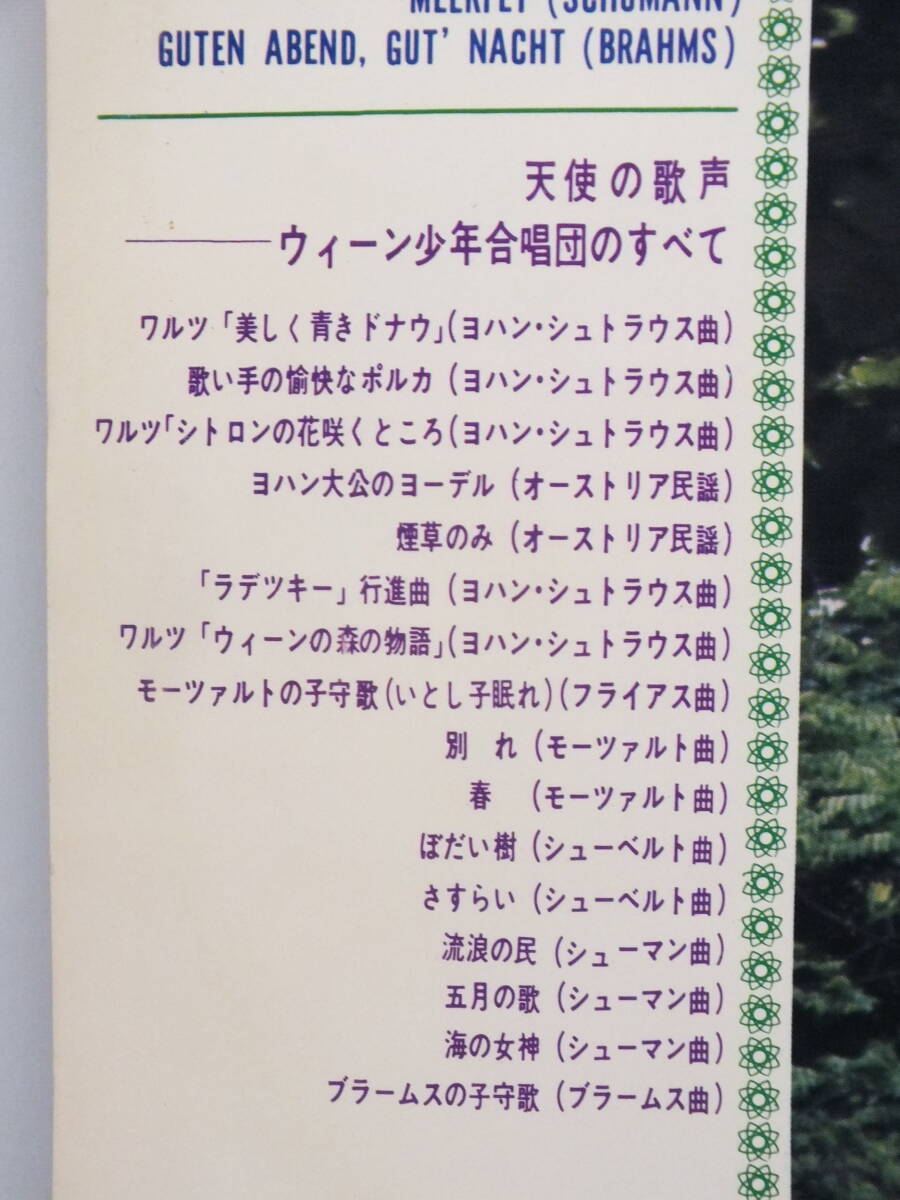 MEERFEY (SCHUMANN)
GUTEN ABEND, GUT' NACHT (BRAHMS)
天使の歌声
――ウィーン少年合唱団のすべて
ワルツ「美しく青きドナウ」(ヨハン・シュトラウス曲)
歌い手の愉快なポルカ (ヨハン・シュトラウス曲)
ワルツ「シトロンの花咲くところ(ヨハン・シュトラウス曲)
ヨハン大公のヨーデル (オーストリア民謡)
煙草のみ (オーストリア民謡)
「ラデツキー」行進曲 (ヨハン・シュトラウス曲)
ワルツ「ウィーンの森の物語」(ヨハン・シュトラウス曲)
モーツァルトの子守歌(いとし子眠れ)(フライアス曲)
別 れ (モーツァルト曲)
春 (モーツァルト曲)
ぼだい樹 (シューベルト曲)
さすらい (シューベルト曲)
流浪の民 (シューマン曲)
五月の歌 (シューマン曲)
海の女神 (シューマン曲)
ブラームスの子守歌 (ブラームス曲)